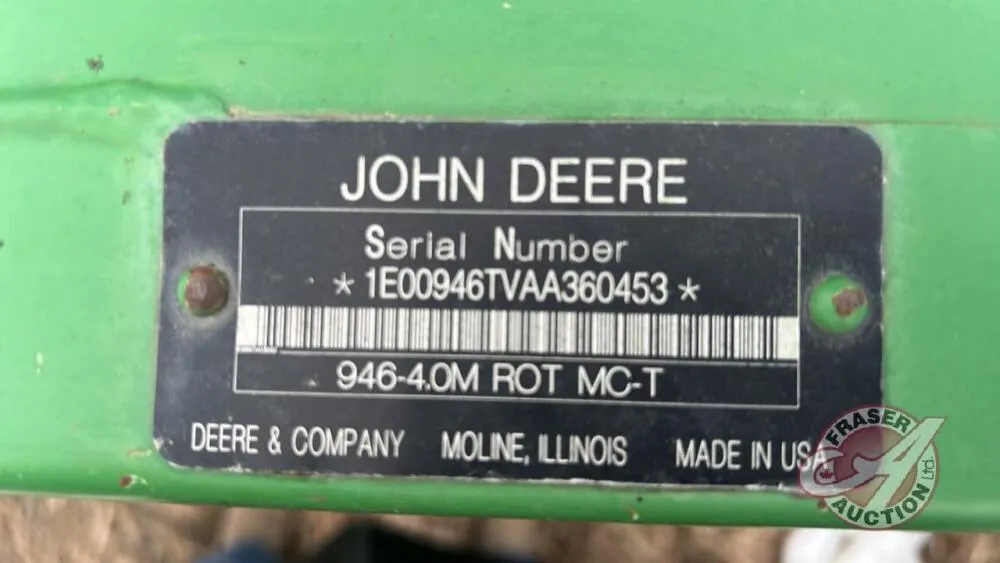 JOHN DEERE
Serial Number
* 1E00946TVAA360453 *
946-4.0M ROT MC-T
DEERE & COMPANY MOLINE, ILLINOIS MADE IN USA
FRASER
AUCTION Ltd.